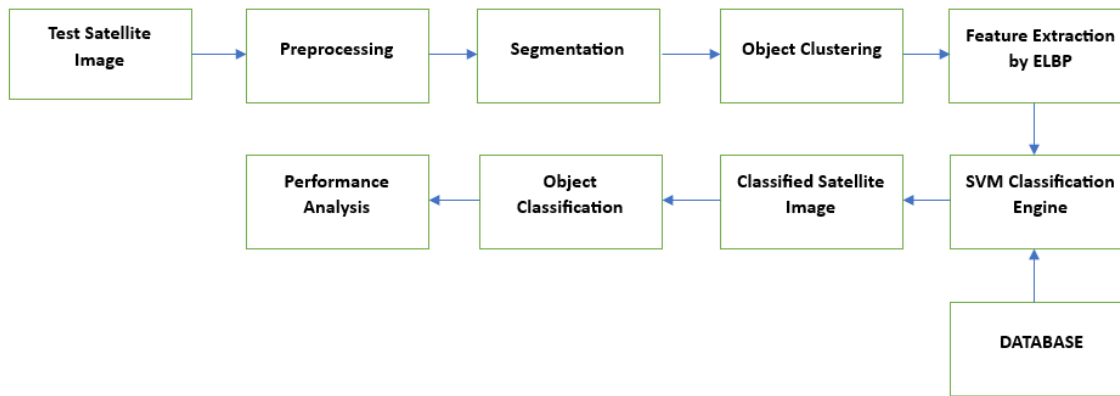 Test Satellite
Image
Preprocessing
Segmentation
Object Clustering
Feature Extraction
by ELBP
Performance
Analysis
Object
Classification
Classified Satellite
Image
SVM Classification
Engine
DATABASE